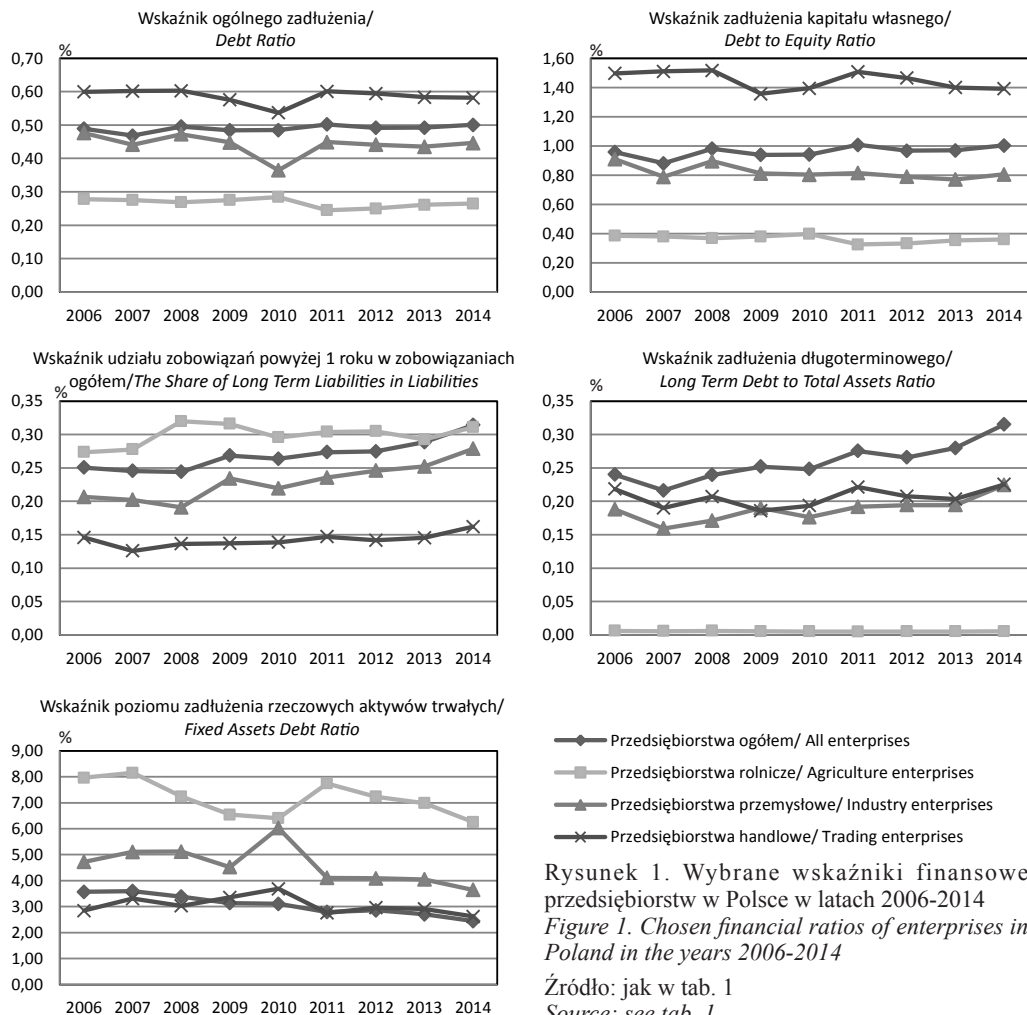 Wskaźnik ogólnego zadłużenia/
Debt Ratio
%
0,70
0,60
0,50
0,40
0,30
0,20
0,10
0,00
2006 2007 2008 2009 2010 2011 2012 2013 2014
Wskaźnik zadłużenia kapitału własnego/
Debt to Equity Ratio
%
1,60
1,40
1,20
1,00
0,80
0,60
0,40
0,20
0,00
2006 2007 2008 2009 2010 2011 2012 2013 2014
Wskaźnik udziału zobowiązań powyżej 1 roku w zobowiązaniach
ogółem/The Share of Long Term Liabilities in Liabilities
%
0,35
0,30
0,25
0,20
0,15
0,10
0,05
0,00
2006 2007 2008 2009 2010 2011 2012 2013 2014
Wskaźnik zadłużenia długoterminowego/
Long Term Debt to Total Assets Ratio
%
0,35
0,30
0,25
0,20
0,15
0,10
0,05
0,00
2006 2007 2008 2009 2010 2011 2012 2013 2014
Wskaźnik poziomu zadłużenia rzeczowych aktywów trwałych/
Fixed Assets Debt Ratio
%
9,00
8,00
7,00
6,00
5,00
4,00
3,00
2,00
1,00
0,00
2006 2007 2008 2009 2010 2011 2012 2013 2014
Przedsiębiorstwa ogółem/ All enterprises
Przedsiębiorstwa rolnicze/ Agriculture enterprises
Przedsiębiorstwa przemysłowe/ Industry enterprises
Przedsiębiorstwa handlowe/ Trading enterprises
Rysunek 1. Wybrane wskaźniki finansowe
przedsiębiorstw w Polsce w latach 2006-2014
Figure 1. Chosen financial ratios of enterprises in
Poland in the years 2006-2014
Źródło: jak w tab. 1
Source: see tab. 1